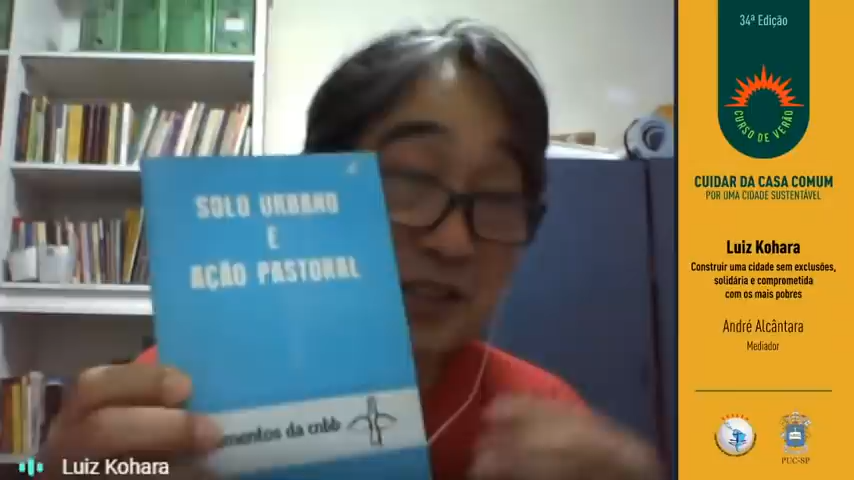 SOLO URBANO
E
AÇÃO PASTORAL
da cnbb
Luiz Kohara
34ª Edição
CURSO DE VERÃO
CUIDAR DA CASA COMUM
POR UMA CIDADE SUSTENTÁVEL
Luiz Kohara
Construir uma cidade sem exclusões,
solidária e comprometida
com os mais pobres
André Alcântara
Mediador
PUC-SP